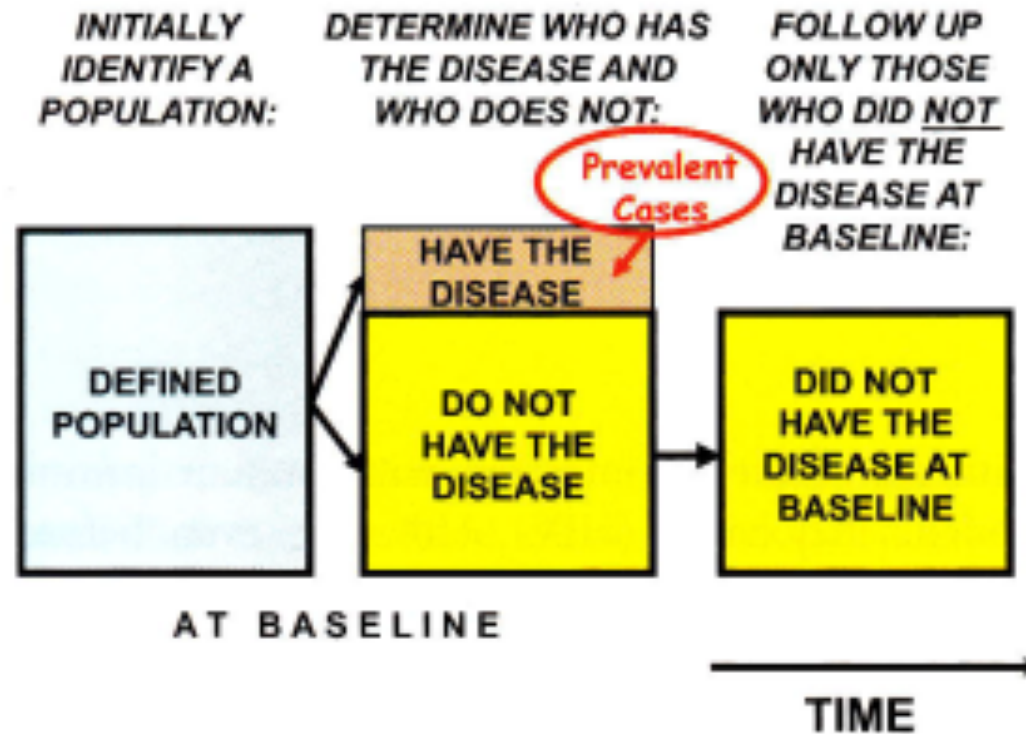 INITIALLY
IDENTIFY A
POPULATION:
DETERMINE WHO HAS
THE DISEASE AND
WHO DOES NOT:
FOLLOW UP
ONLY THOSE
WHO DID NOT
HAVE THE
DISEASE AT
BASELINE:
Prevalent
Cases
DEFINED
POPULATION
HAVE THE
DISEASE
DO NOT
HAVE THE
DISEASE
DID NOT
HAVE THE
DISEASE AT
BASELINE
AT BASELINE
TIME